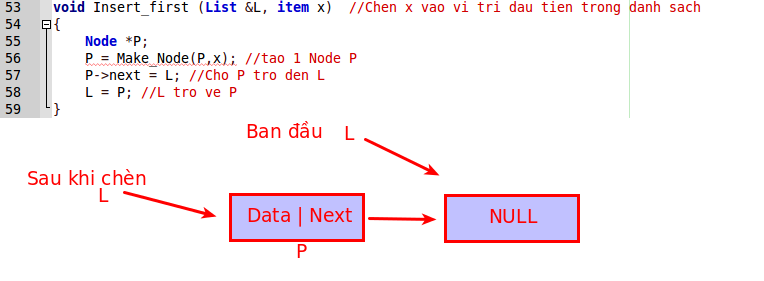 53 void Insert_first (List &L, item x) //Chen x vao vi tri dau tien trong danh sach
54 {
55 Node *P;
56 P = Make_Node(P,x); //tao 1 Node P
57 P->next = L; //Cho P tro den L
58 L = P; //L tro ve P
59 }
Ban đầu L
Sau khi chèn
L
Data | Next
NULL
P